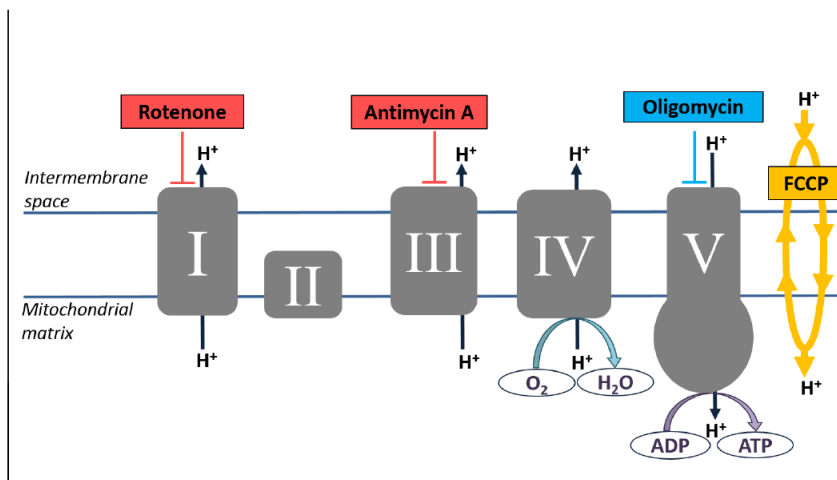 Rotenone
Antimycin A
Oligomycin
H⁺
H⁺
H⁺
H⁺
H⁺
FCCP
Intermembrane
space
I
II
III
IV
V
Mitochondrial
matrix
H⁺
H⁺
H⁺
H⁺
O₂
H₂O
H⁺
ADP
ATP